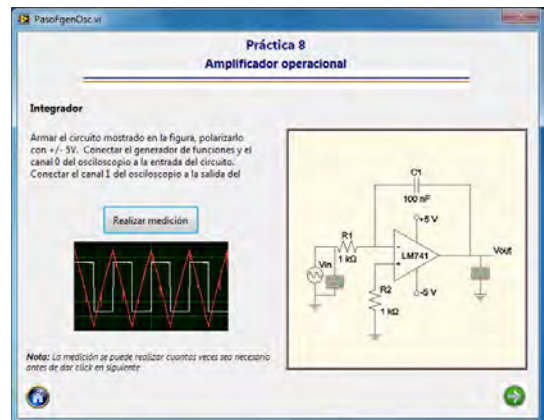 PasoFgenOsc.vi
Práctica 8
Amplificador operacional
Integrador
Armar el circuito mostrado en la figura, polarizarlo
con +/- 5V. Conectar el generador de funciones y el
canal 0 del osciloscopio a la entrada del circuito.
Conectar el canal 1 del osciloscopio a la salida del
Realizar medición
Nota: La medición se puede realizar cuantas veces sea necesario
antes de dar click en siguiente
C1
100 nF
+5 V
R1
1 kΩ
-
+
LM741
Vin
Vout
R2
1 kΩ
-5 V